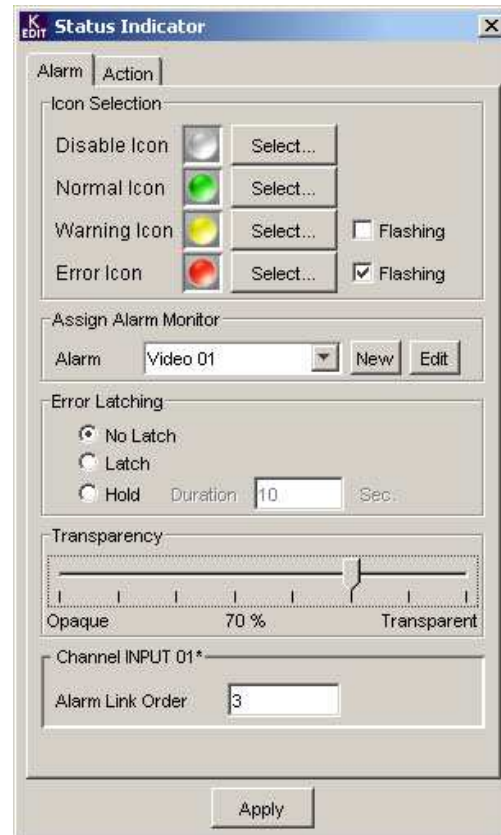 K EDIT Status Indicator
Alarm Action
Icon Selection
Disable Icon Select...
Normal Icon Select...
Warning Icon Select... Flashing
Error Icon Select... Flashing
Assign Alarm Monitor
Alarm Video 01 New Edit
Error Latching
No Latch
Latch
Hold Duration 10 Sec.
Transparency
Opaque 70 % Transparent
Channel INPUT 01*
Alarm Link Order 3
Apply